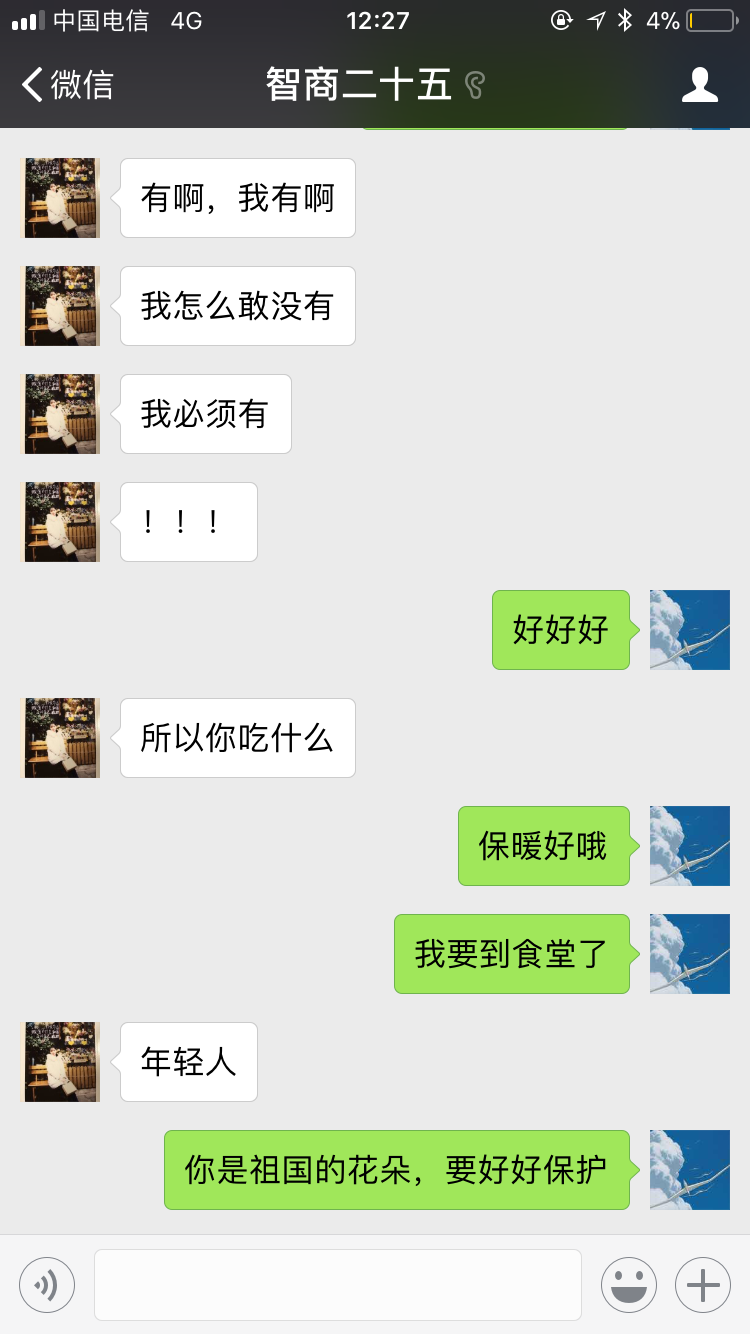 中国电信 4G 12:27 4%
微信 智商二十五
有啊，我有啊
我怎么敢没有
我必须有
！！！
好好好
所以你吃什么
保暖好哦
我要到食堂了
年轻人
你是祖国的花朵，要好好保护